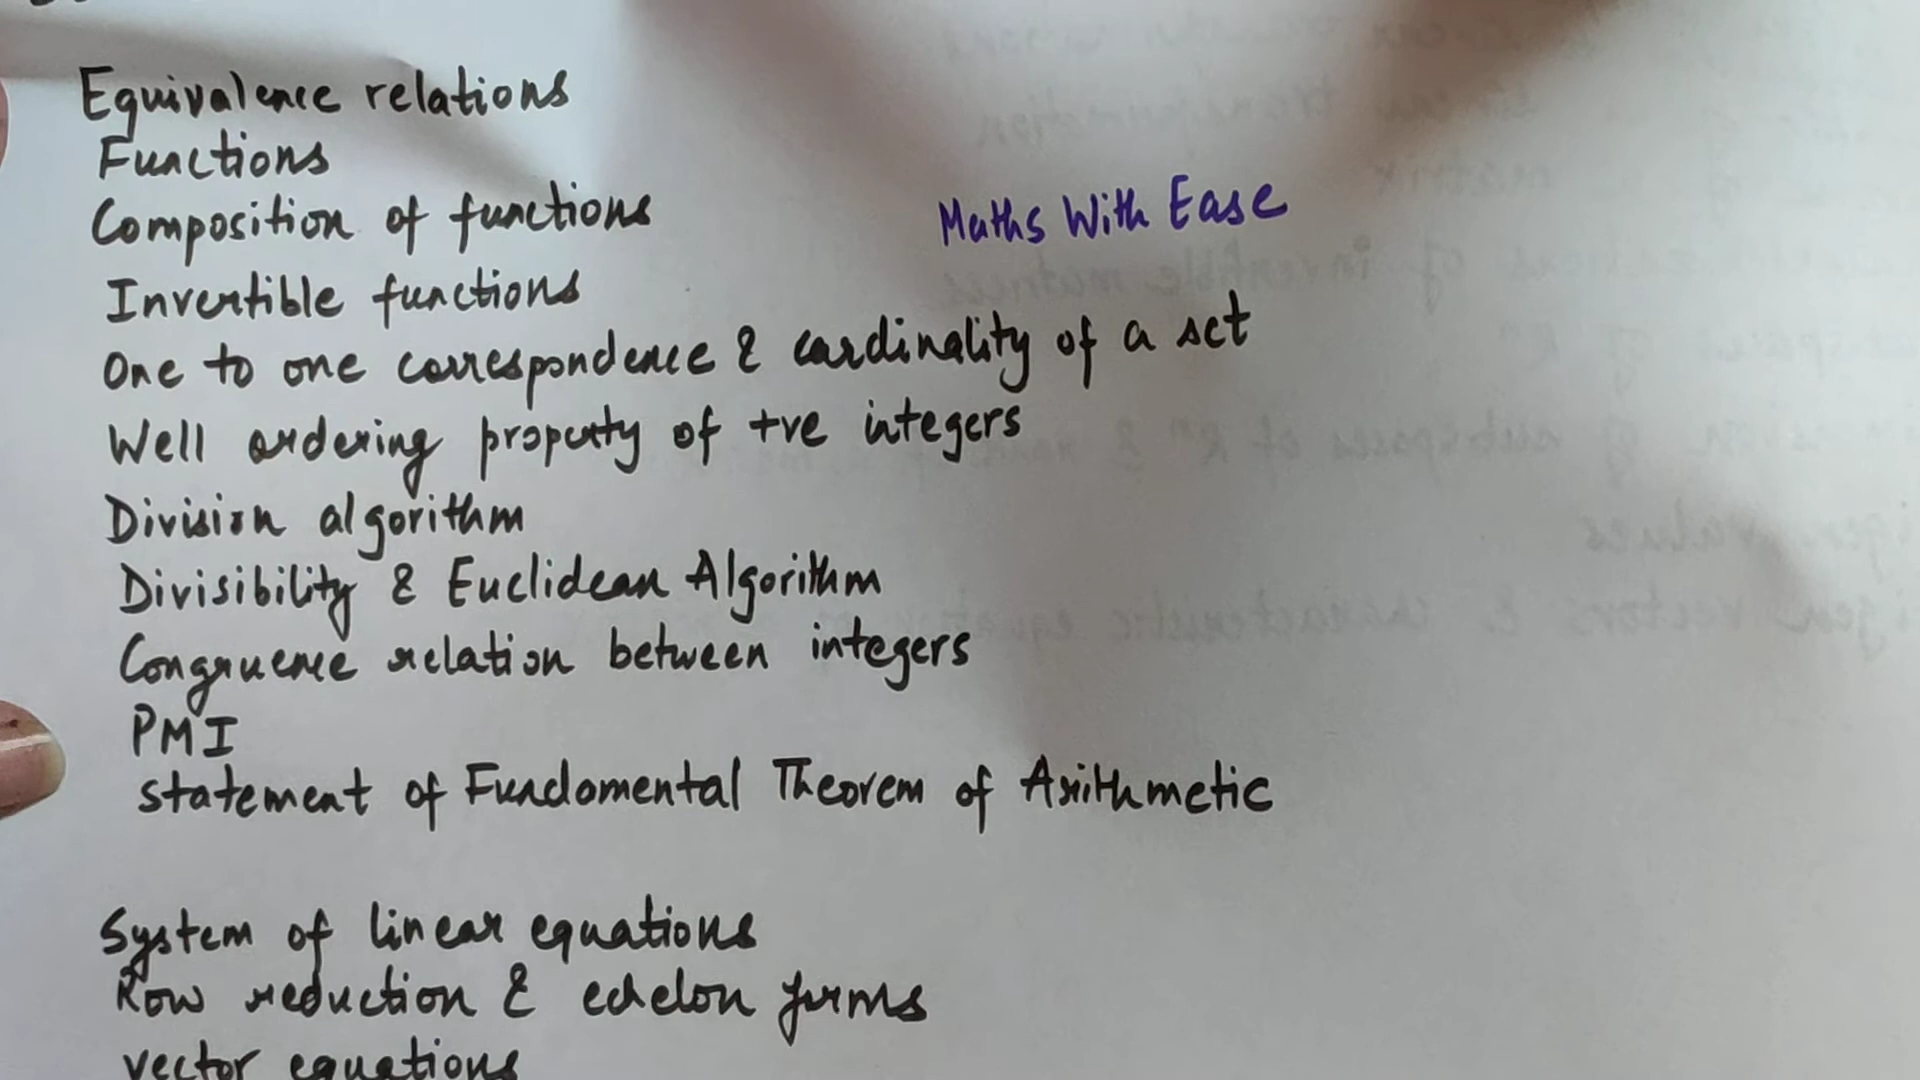 Equivalence relations
Functions
Composition of functions
Maths With Ease
Invertible functions
One to one correspondence & cardinality of a set
Well ordering property of +ve integers
Division algorithm
Divisibility & Euclidean Algorithm
Congruence relation between integers
PMI
statement of Fundamental Theorem of Arithmetic
System of linear equations
Row reduction & echelon forms
vector equations